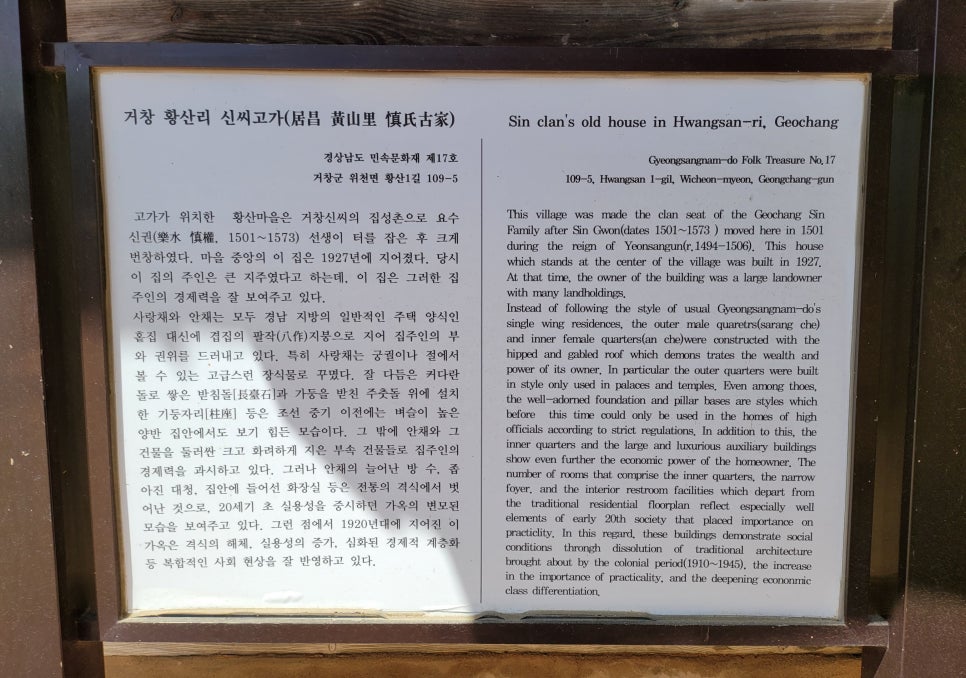 거창 황산리 신씨고가(居昌 黃山里 愼氏古家)
경상남도 민속문화재 제17호
거창군 위천면 황산1길 109-5
고가가 위치한 황산마을은 거창신씨의 집성촌으로 요수
신권(樂水 愼權, 1501~1573) 선생이 터를 잡은 후 크게
번창하였다. 마을 중앙의 이 집은 1927년에 지어졌다. 당시
이 집의 주인은 큰 지주였다고 하는데, 이 집은 그러한 집
주인의 경제력을 잘 보여주고 있다.
사랑채와 안채는 모두 경남 지방의 일반적인 주택 양식인
홑집 대신에 겹집의 팔작(八作)지붕으로 지어 집주인의 부
와 권위를 드러내고 있다. 특히 사랑채는 궁궐이나 절에서
볼 수 있는 고급스런 장식물로 꾸몄다. 잘 다듬은 커다란
돌로 쌓은 받침돌[長臺石]과 기둥을 받친 주춧돌 위에 설치
한 기둥자리[柱座] 등은 조선 중기 이전에는 벼슬이 높은
양반 집안에서도 보기 힘든 모습이다. 그 밖에 안채와 그
건물을 둘러싼 크고 화려하게 지은 부속 건물들로 집주인의
경제력을 과시하고 있다. 그러나 안채의 늘어난 방 수, 좁
아진 대청, 집안에 들어선 화장실 등은 전통의 격식에서 벗
어난 것으로, 20세기 초 실용성을 중시하던 가옥의 변모된
모습을 보여주고 있다. 그런 점에서 1920년대에 지어진 이
가옥은 격식의 해체, 실용성의 증가, 심화된 경제적 계층화
등 복합적인 사회 현상을 잘 반영하고 있다.
Sin clan's old house in Hwangsan-ri, Geochang
Gyeongsangnam-do Folk Treasure No.17
109-5, Hwangsan 1-gil, Wicheon-myeon, Geongchang-gun
This village was made the clan seat of the Geochang Sin
Family after Sin Gwon(dates 1501~1573 ) moved here in 1501
during the reign of Yeonsangun(r.1494-1506). This house
which stands at the center of the village was built in 1927.
At that time, the owner of the building was a large landowner
with many landholdings.
Instead of following the style of usual Gyeongsangnam-do's
single wing residences, the outer male quaretrs(sarang che)
and inner female quarters(an che)were constructed with the
hipped and gabled roof which demons trates the wealth and
power of its owner. In particular the outer quarters were built
in style only used in palaces and temples. Even among thoes,
the well-adorned foundation and pillar bases are styles which
before this time could only be used in the homes of high
officials according to strict regulations. In addition to this, the
inner quarters and the large and luxurious auxiliary buildings
show even further the economic power of the homeowner. The
number of rooms that comprise the inner quarters, the narrow
foyer, and the interior restroom facilities which depart from
the traditional residential floorplan reflect especially well
elements of early 20th society that placed importance on
practiclity. In this regard, these buildings demonstrate social
conditions throngh dissolution of traditional architecture
brought about by the colonial period(1910~1945), the increase
in the importance of practicality, and the deepening econonmic
class differentiation.